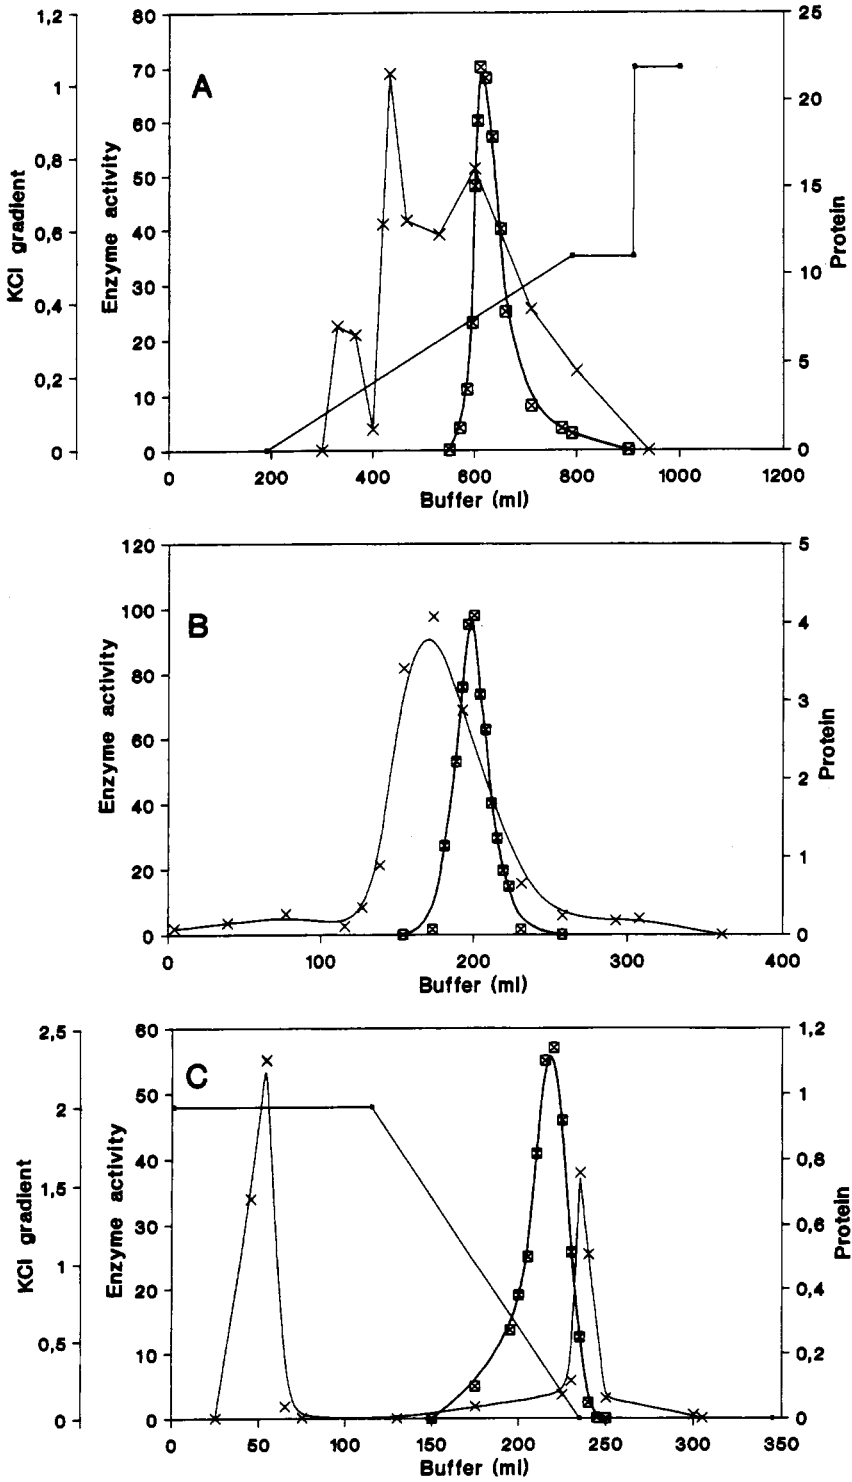 1,2 80 25
A
70
1 20
60
0,8 50 15
0,6 40
30 10
0,4
20
0,2 5
10
0 0 0
KCl gradient
Enzyme activity
Protein
0 200 400 600 800 1000 1200
Buffer (ml)
120 5
B
100
4
80
3
60
2
40
20 1
0 0
Enzyme activity
Protein
0 100 200 300 400
Buffer (ml)
2,5 60 1,2
C
50 1
2
40 0,8
1,5
30 0,6
1
20 0,4
0,5
10 0,2
0 0 0
KCl gradient
Enzyme activity
Protein
0 50 100 150 200 250 300 350
Buffer (ml)